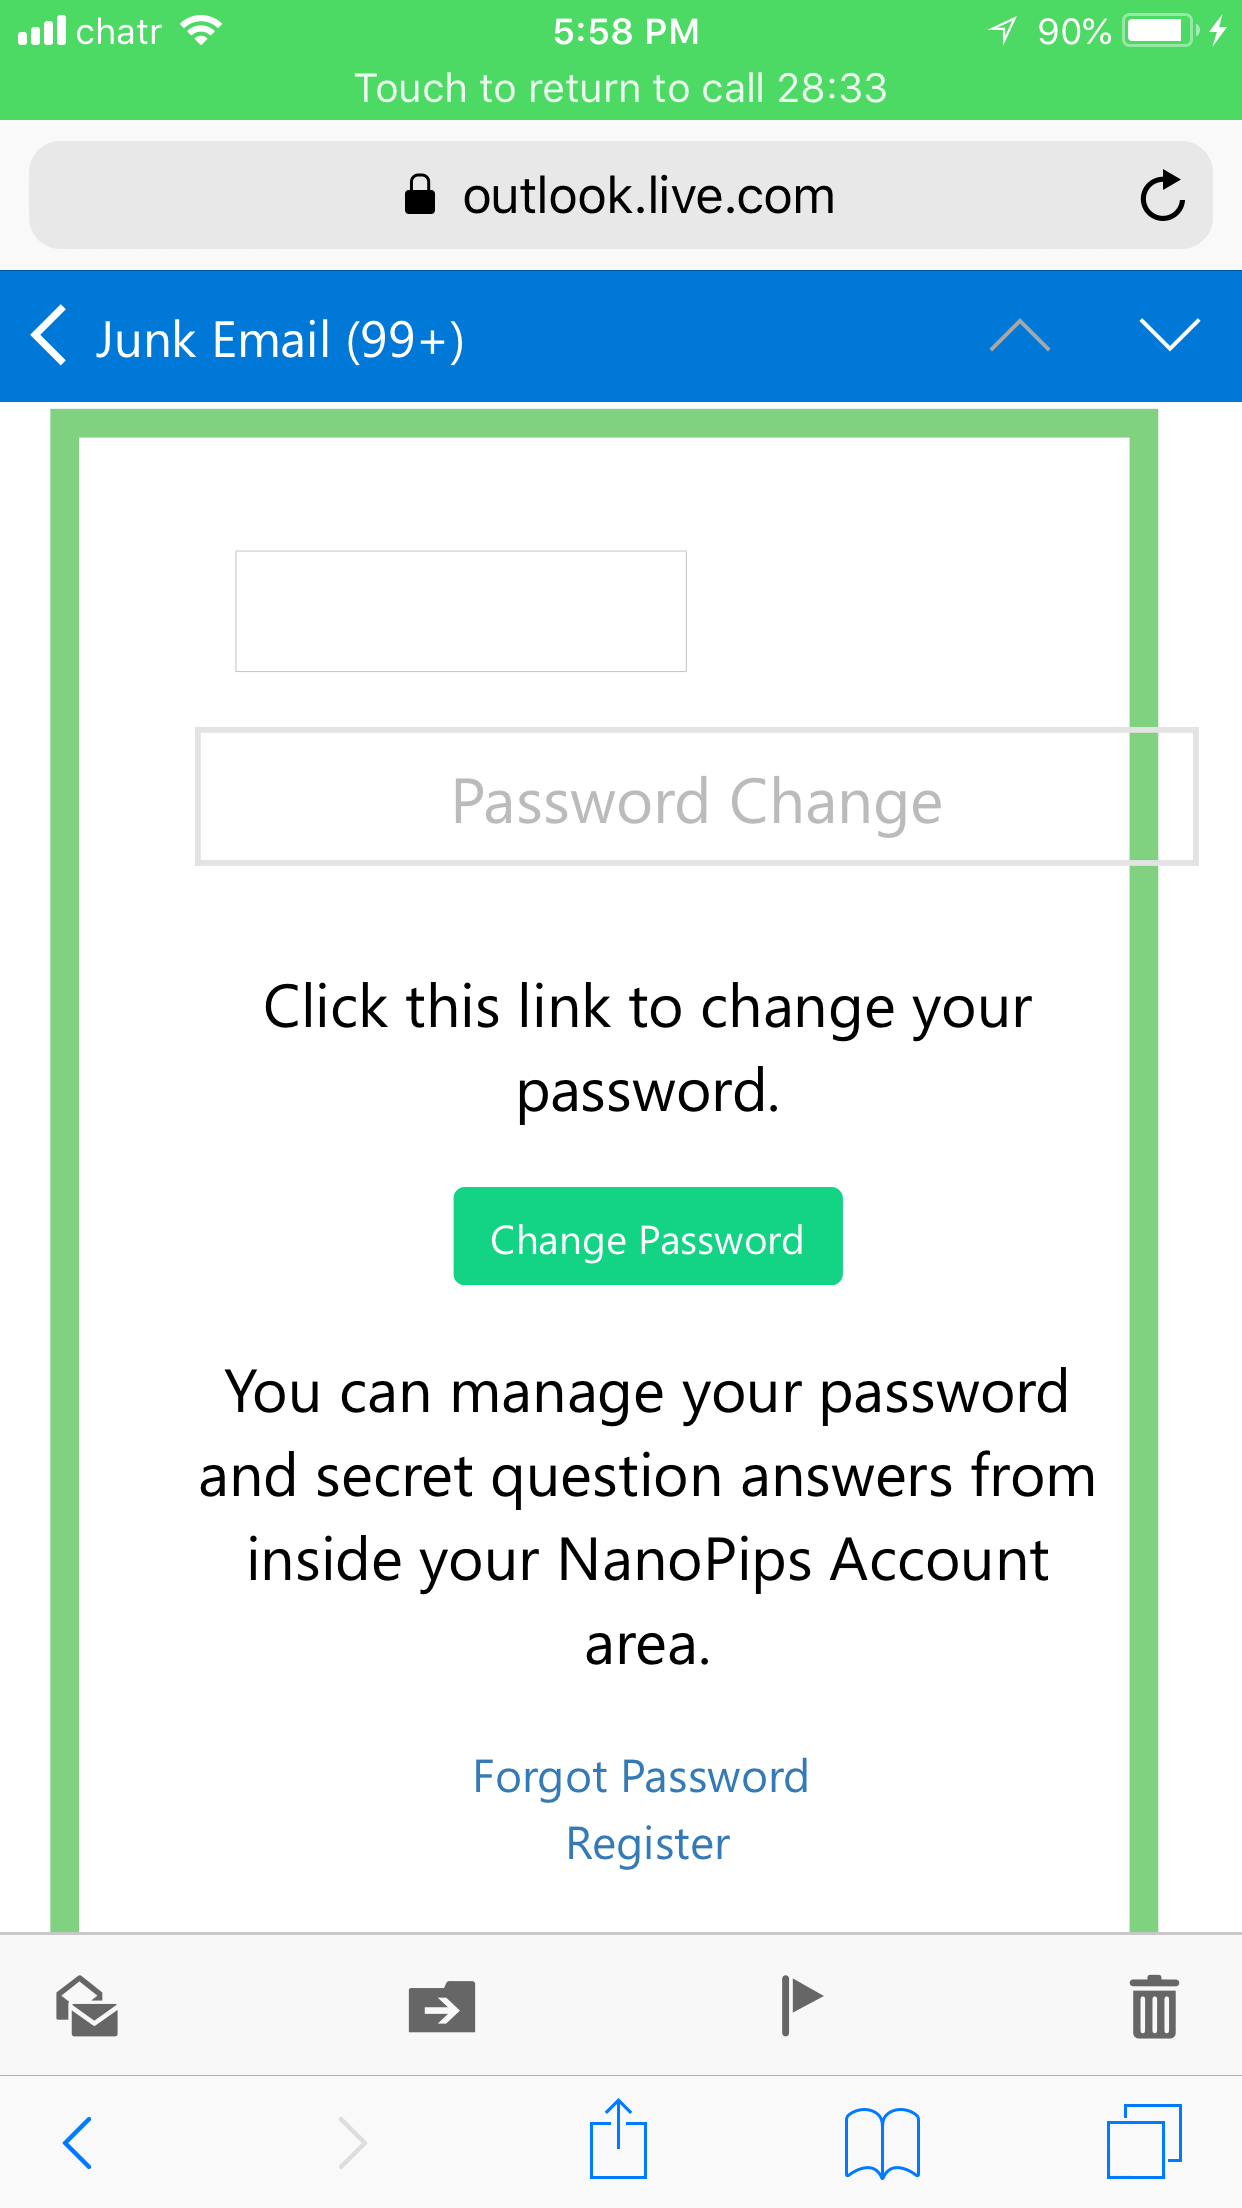 chatr 5:58 PM 90%
Touch to return to call 28:33
outlook.live.com
Junk Email (99+)
Password Change
Click this link to change your
password.
Change Password
You can manage your password
and secret question answers from
inside your NanoPips Account
area.
Forgot Password
Register